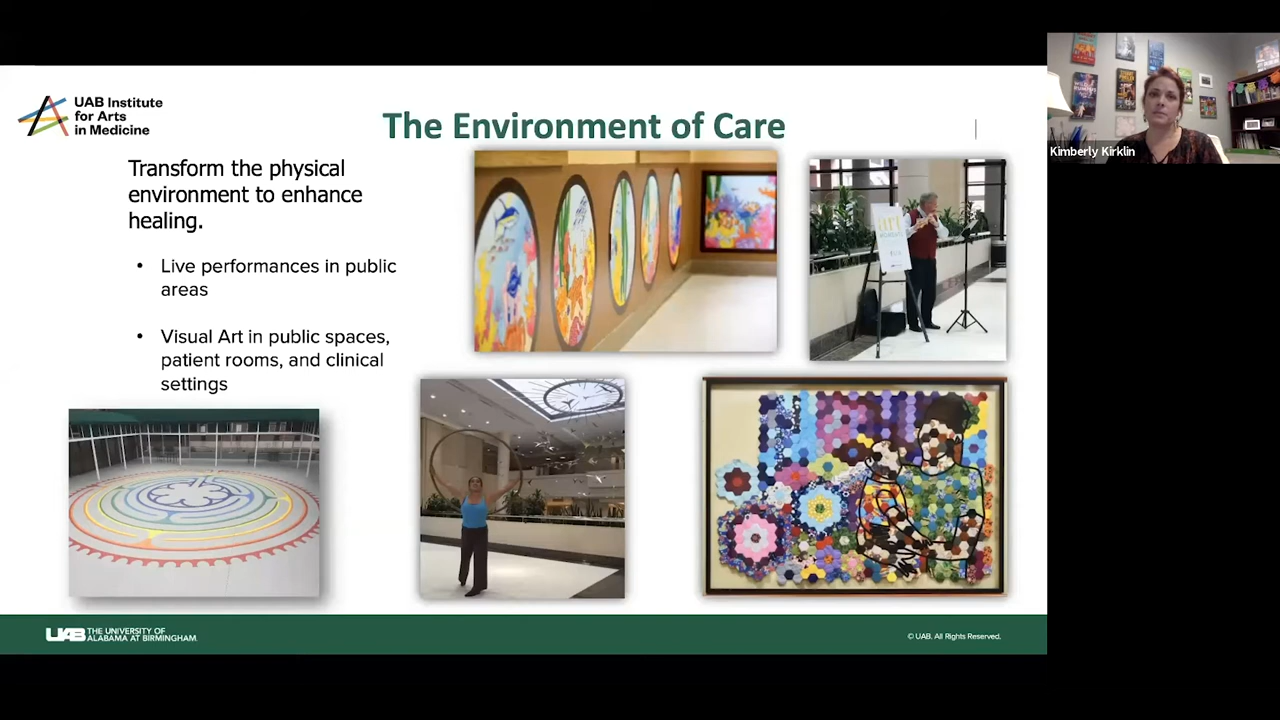 UAB Institute
for Arts
in Medicine
The Environment of Care
Transform the physical
environment to enhance
healing.
• Live performances in public
areas
• Visual Art in public spaces,
patient rooms, and clinical
settings
UAB THE UNIVERSITY OF
ALABAMA AT BIRMINGHAM
© UAB. All Rights Reserved.
Kimberly Kirklin